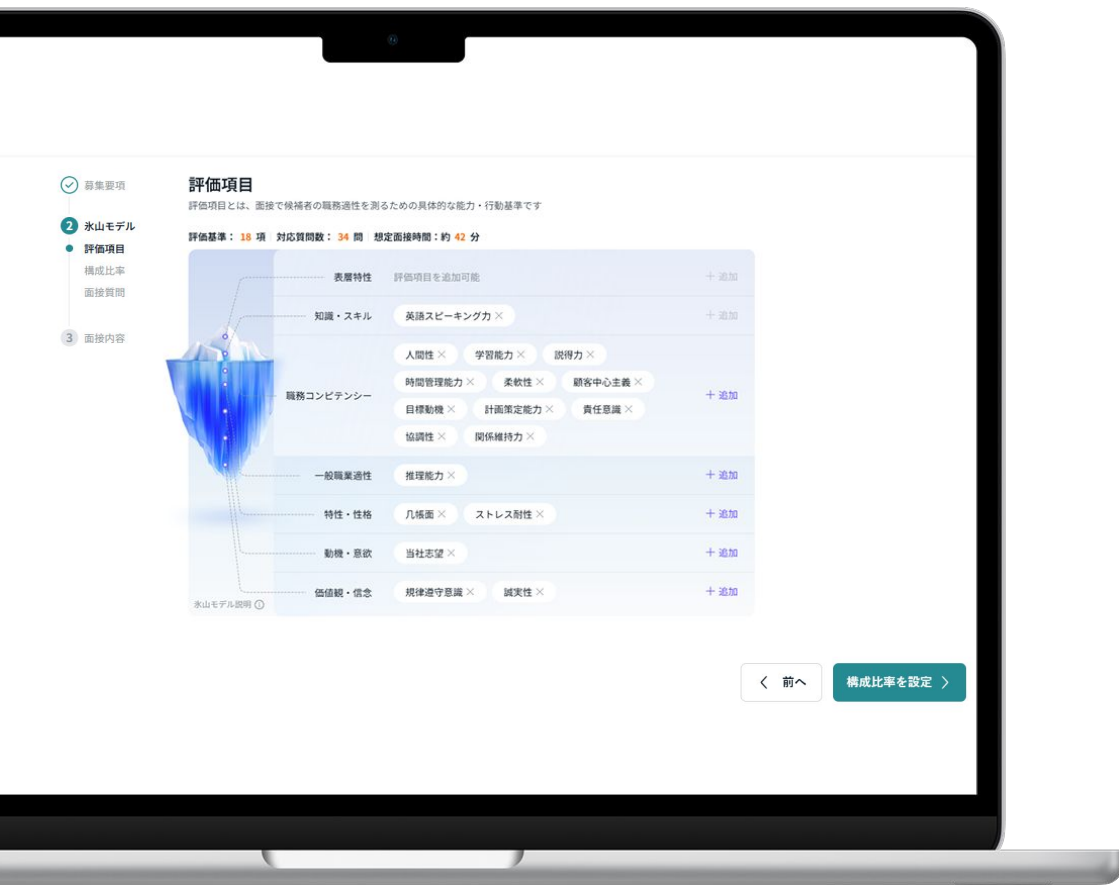 募集要項
2 氷山モデル
評価項目
構成比率
面接質問
3 面接内容
評価項目
評価項目とは、面接で候補者の職務適性を測るための具体的な能力・行動基準です
評価基準： 18 項 対応質問数： 34 問 想定面接時間：約 42 分
表層特性 評価項目を追加可能 + 追加
知識・スキル 英語スピーキング力 × + 追加
人間性 × 学習能力 × 説得力 ×
時間管理能力 × 柔軟性 × 顧客中心主義 ×
職務コンピテンシー + 追加
目標動機 × 計画策定能力 × 責任意識 ×
協調性 × 関係維持力 ×
一般職業適性 推理能力 × + 追加
特性・性格 几帳面 × ストレス耐性 × + 追加
動機・意欲 当社志望 × + 追加
価値観・信念 規律遵守意識 × 誠実性 × + 追加
氷山モデル説明
前へ
構成比率を設定